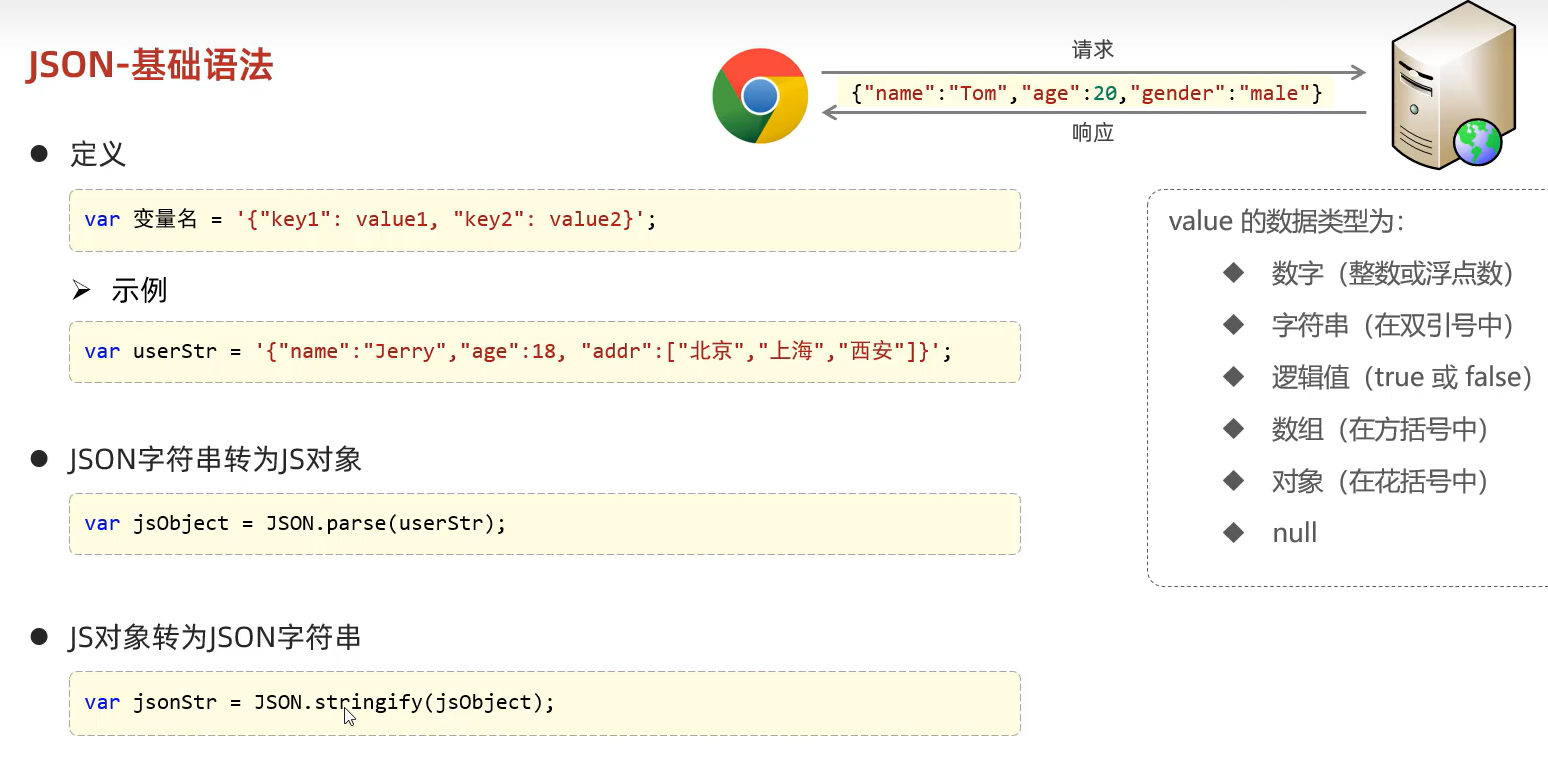 JSON-基础语法
请求
{"name":"Tom","age":20,"gender":"male"}
响应
定义
var 变量名 = '{"key1": value1, "key2": value2}';
示例
var userStr = '{"name":"Jerry","age":18, "addr":["北京","上海","西安"]}';
JSON字符串转为JS对象
var jsObject = JSON.parse(userStr);
JS对象转为JSON字符串
var jsonStr = JSON.stringify(jsObject);
value 的数据类型为：
数字（整数或浮点数）
字符串（在双引号中）
逻辑值（true 或 false）
数组（在方括号中）
对象（在花括号中）
null